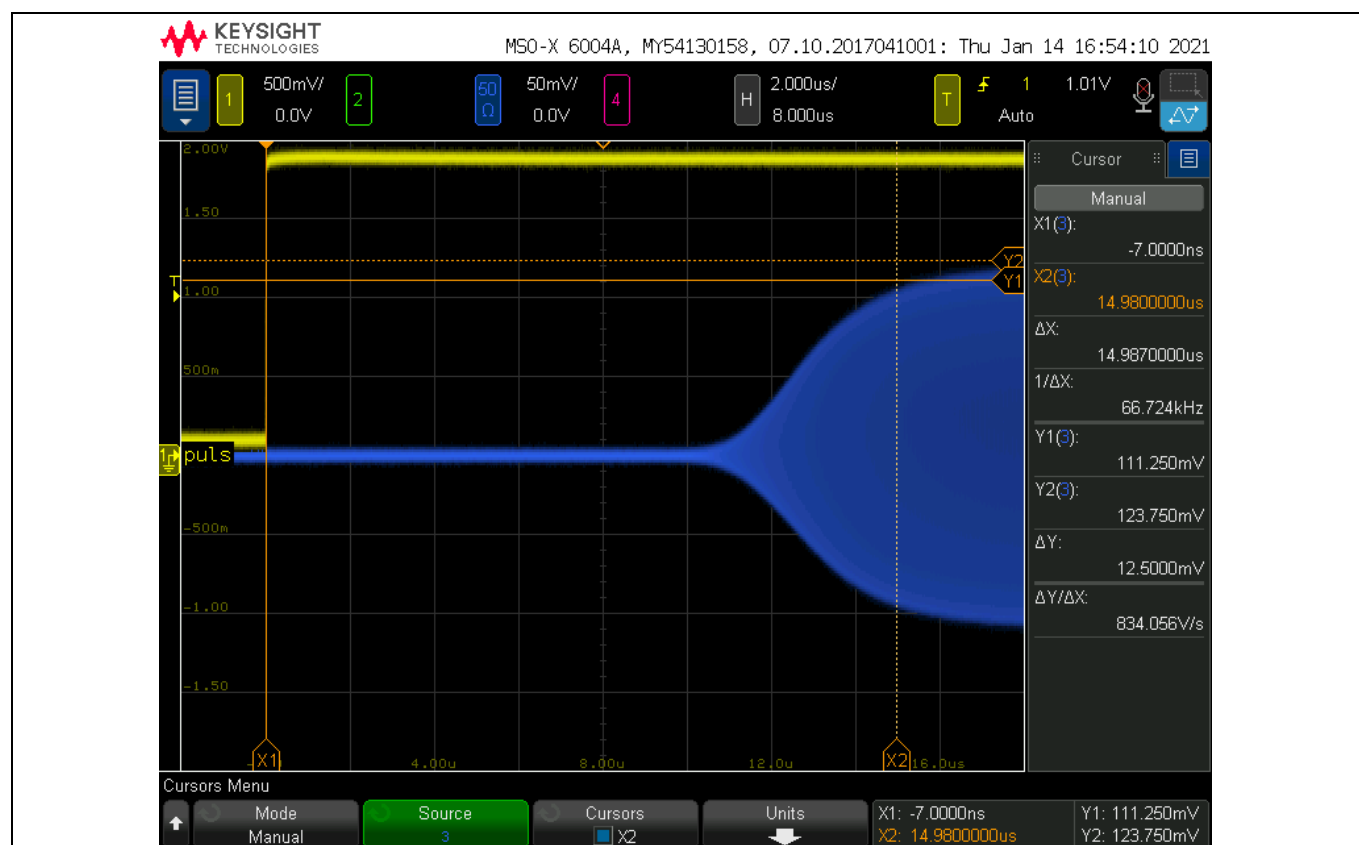 KEYSIGHT
TECHNOLOGIES
MSO-X 6004A, MY54130158, 07.10.2017041001: Thu Jan 14 16:54:10 2021
1 500mV/ 2 50 50mV/ 4 H 2.000us/ T 1 1.01V
0.0V Ω 0.0V 8.000us Auto
2.00V
1.50
1.00
500m
-500m
-1.00
-1.50
T
1 puls
Y2
Y1
X1 4.00u 8.00u 12.0u X2 16.0us
Cursor
Manual
X1(3):
-7.0000ns
X2(3):
14.9800000us
ΔX:
14.9870000us
1/ΔX:
66.724kHz
Y1(3):
111.250mV
Y2(3):
123.750mV
ΔY:
12.5000mV
ΔY/ΔX:
834.056V/s
Cursors Menu
Mode
Manual
Source
3
Cursors
X2
Units
X1: -7.0000ns
X2: 14.9800000us
Y1: 111.250mV
Y2: 123.750mV